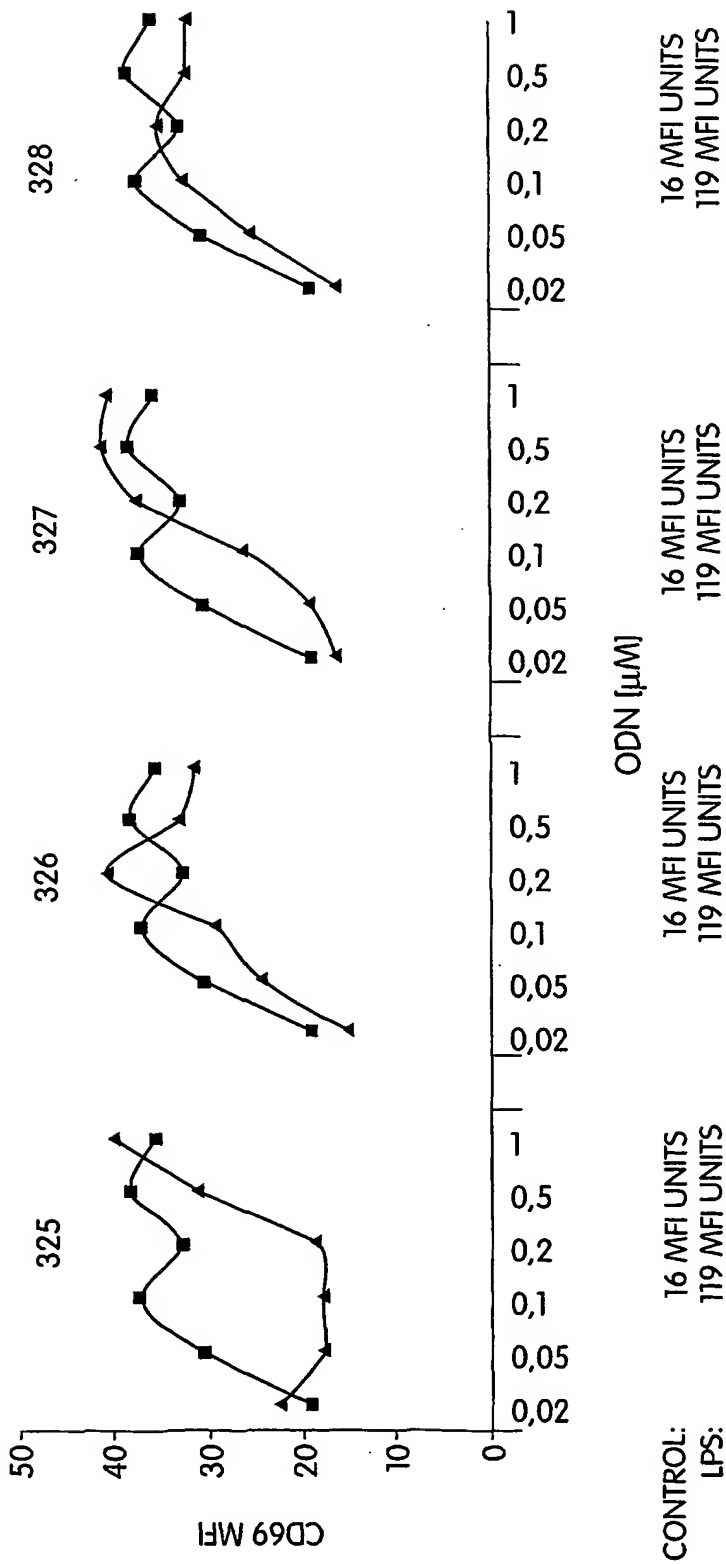 325
326
327
328
50
40
30
20
10
0
CD69 MFI
0,02 0,05 0,1 0,2 0,5 1
0,02 0,05 0,1 0,2 0,5 1
0,02 0,05 0,1 0,2 0,5 1
0,02 0,05 0,1 0,2 0,5 1
ODN [µM]
CONTROL: 16 MFI UNITS 16 MFI UNITS 16 MFI UNITS 16 MFI UNITS
LPS: 119 MFI UNITS 119 MFI UNITS 119 MFI UNITS 119 MFI UNITS